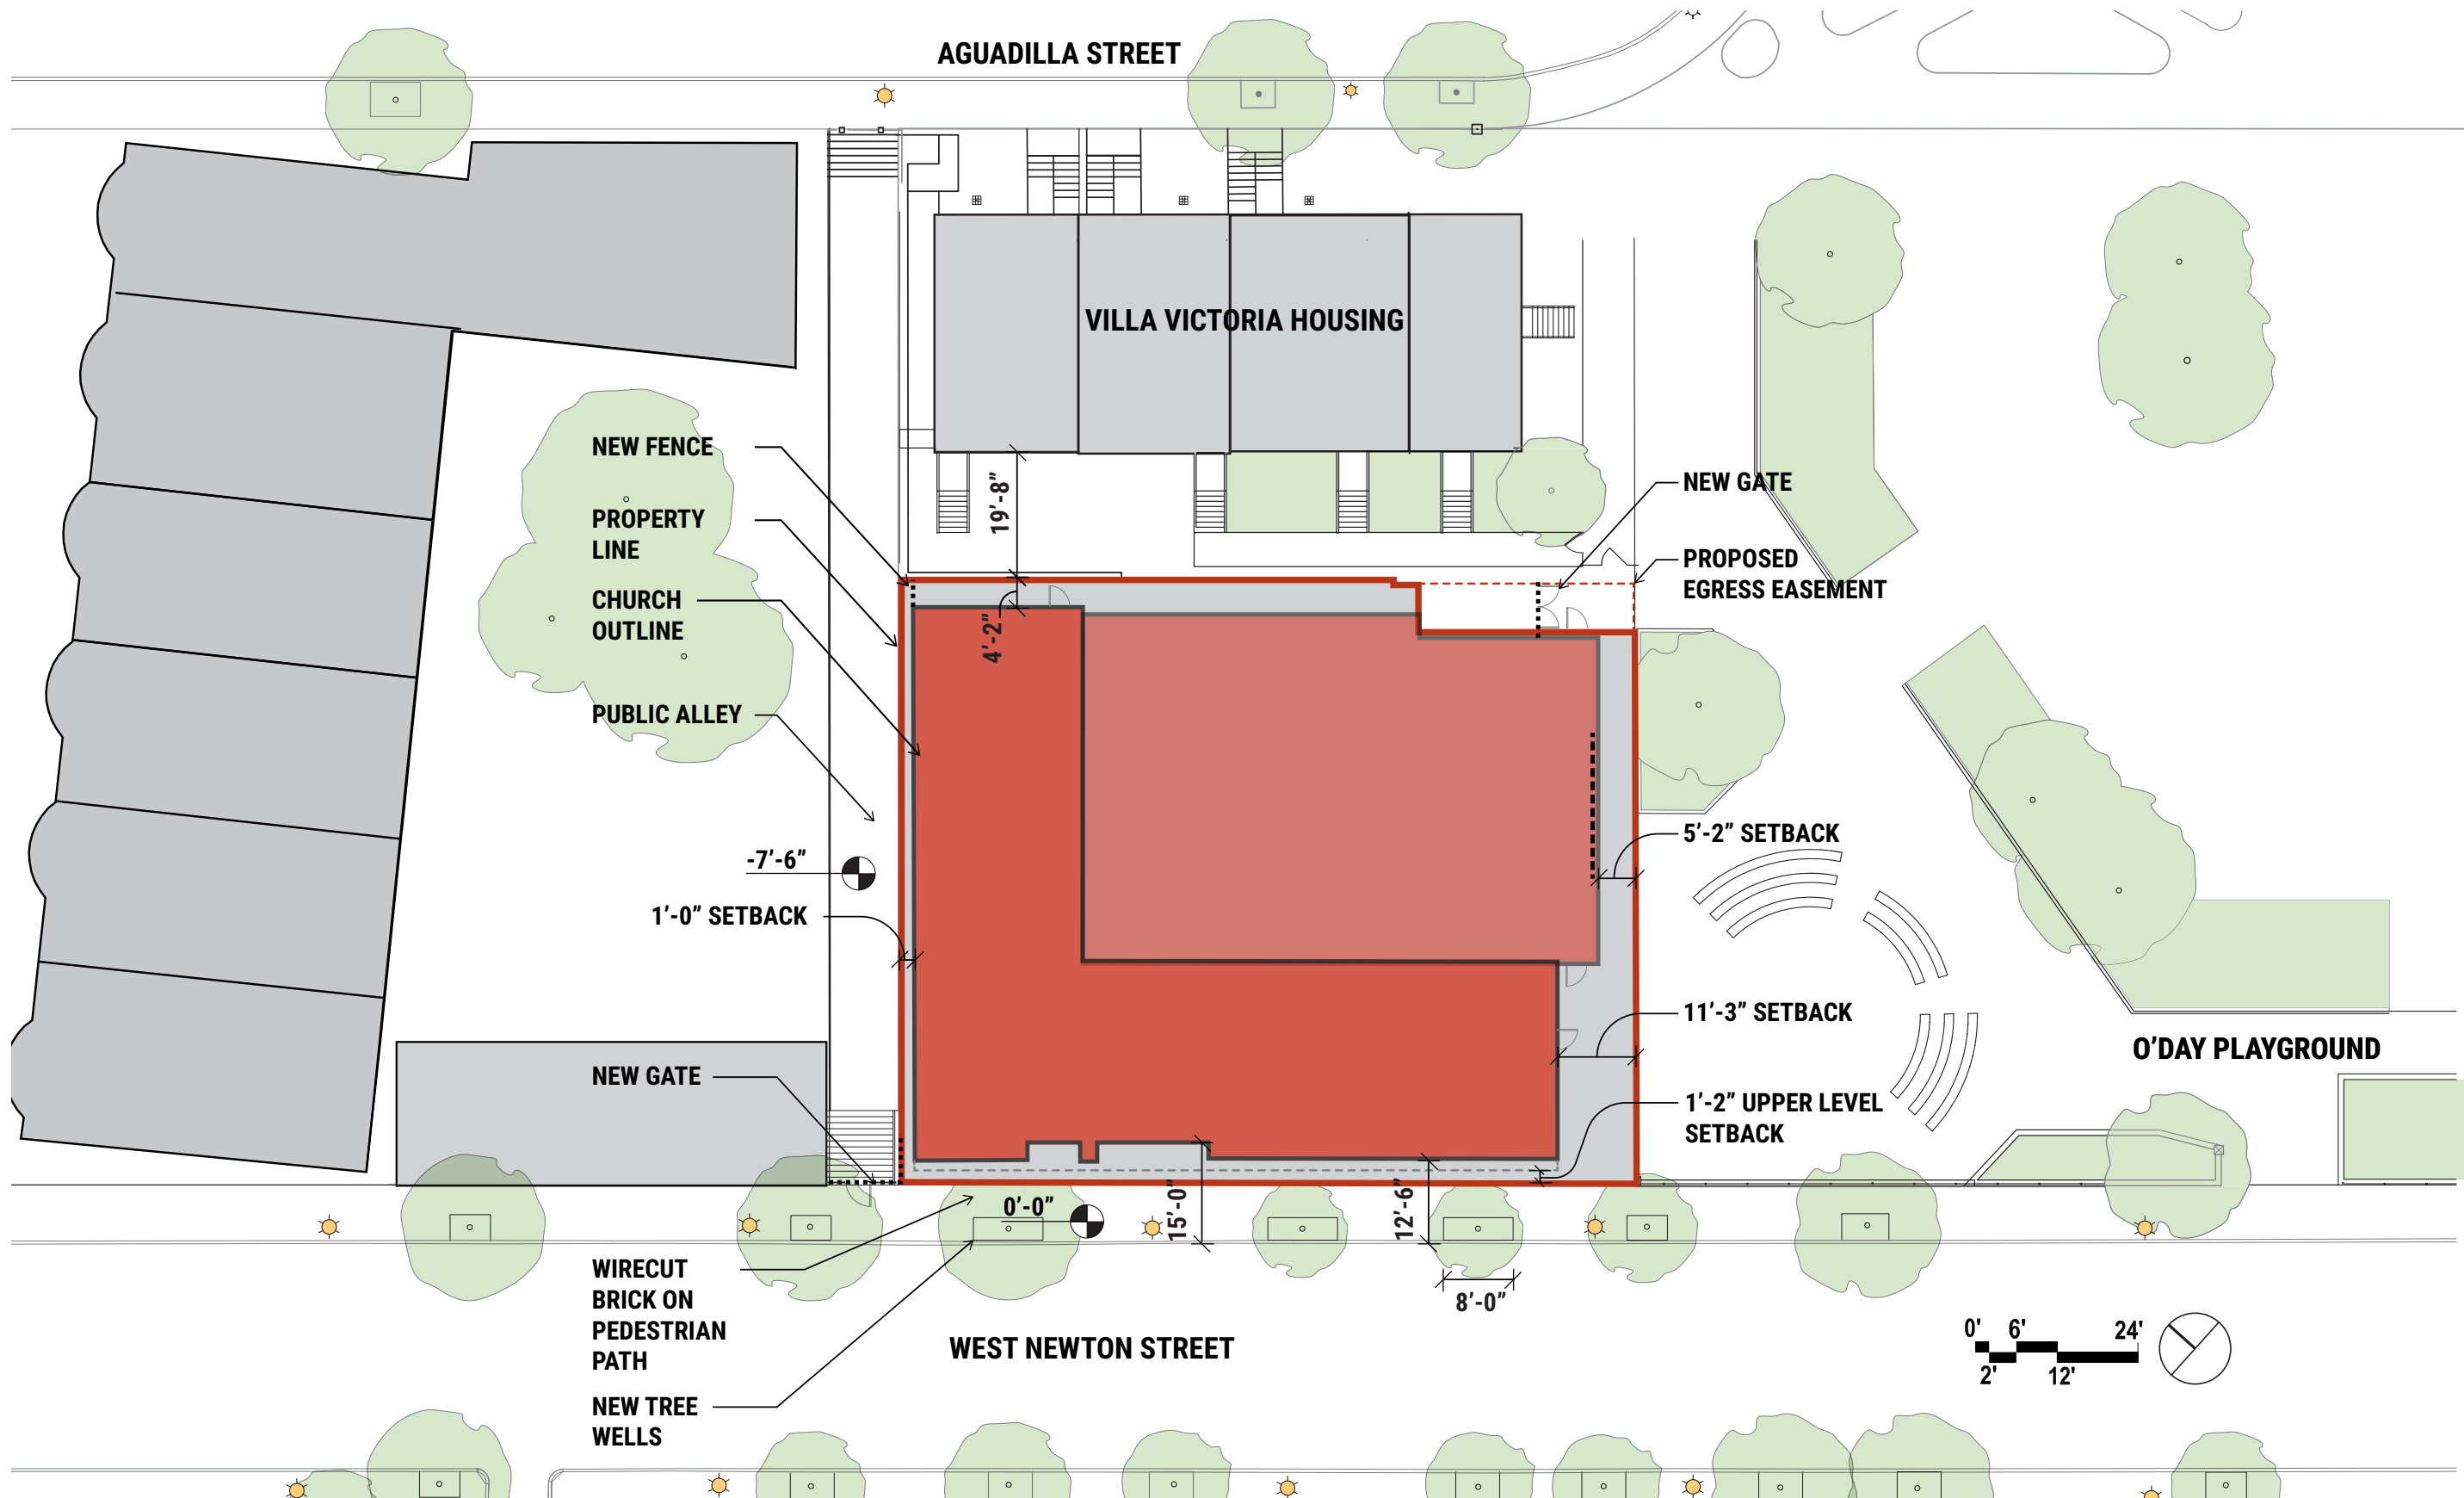 AGUADILLA STREET
VILLA VICTORIA HOUSING
NEW FENCE
PROPERTY
LINE
CHURCH
OUTLINE
PUBLIC ALLEY
-7’-6”
1’-0” SETBACK
NEW GATE
19’-8”
4’-2”
NEW GATE
PROPOSED
EGRESS EASEMENT
5’-2” SETBACK
11’-3” SETBACK
1’-2” UPPER LEVEL
SETBACK
O’DAY PLAYGROUND
0’-0”
15’-0”
12’-6”
8’-0”
WIRECUT
BRICK ON
PEDESTRIAN
PATH
NEW TREE
WELLS
WEST NEWTON STREET
0' 6' 24'
2' 12'